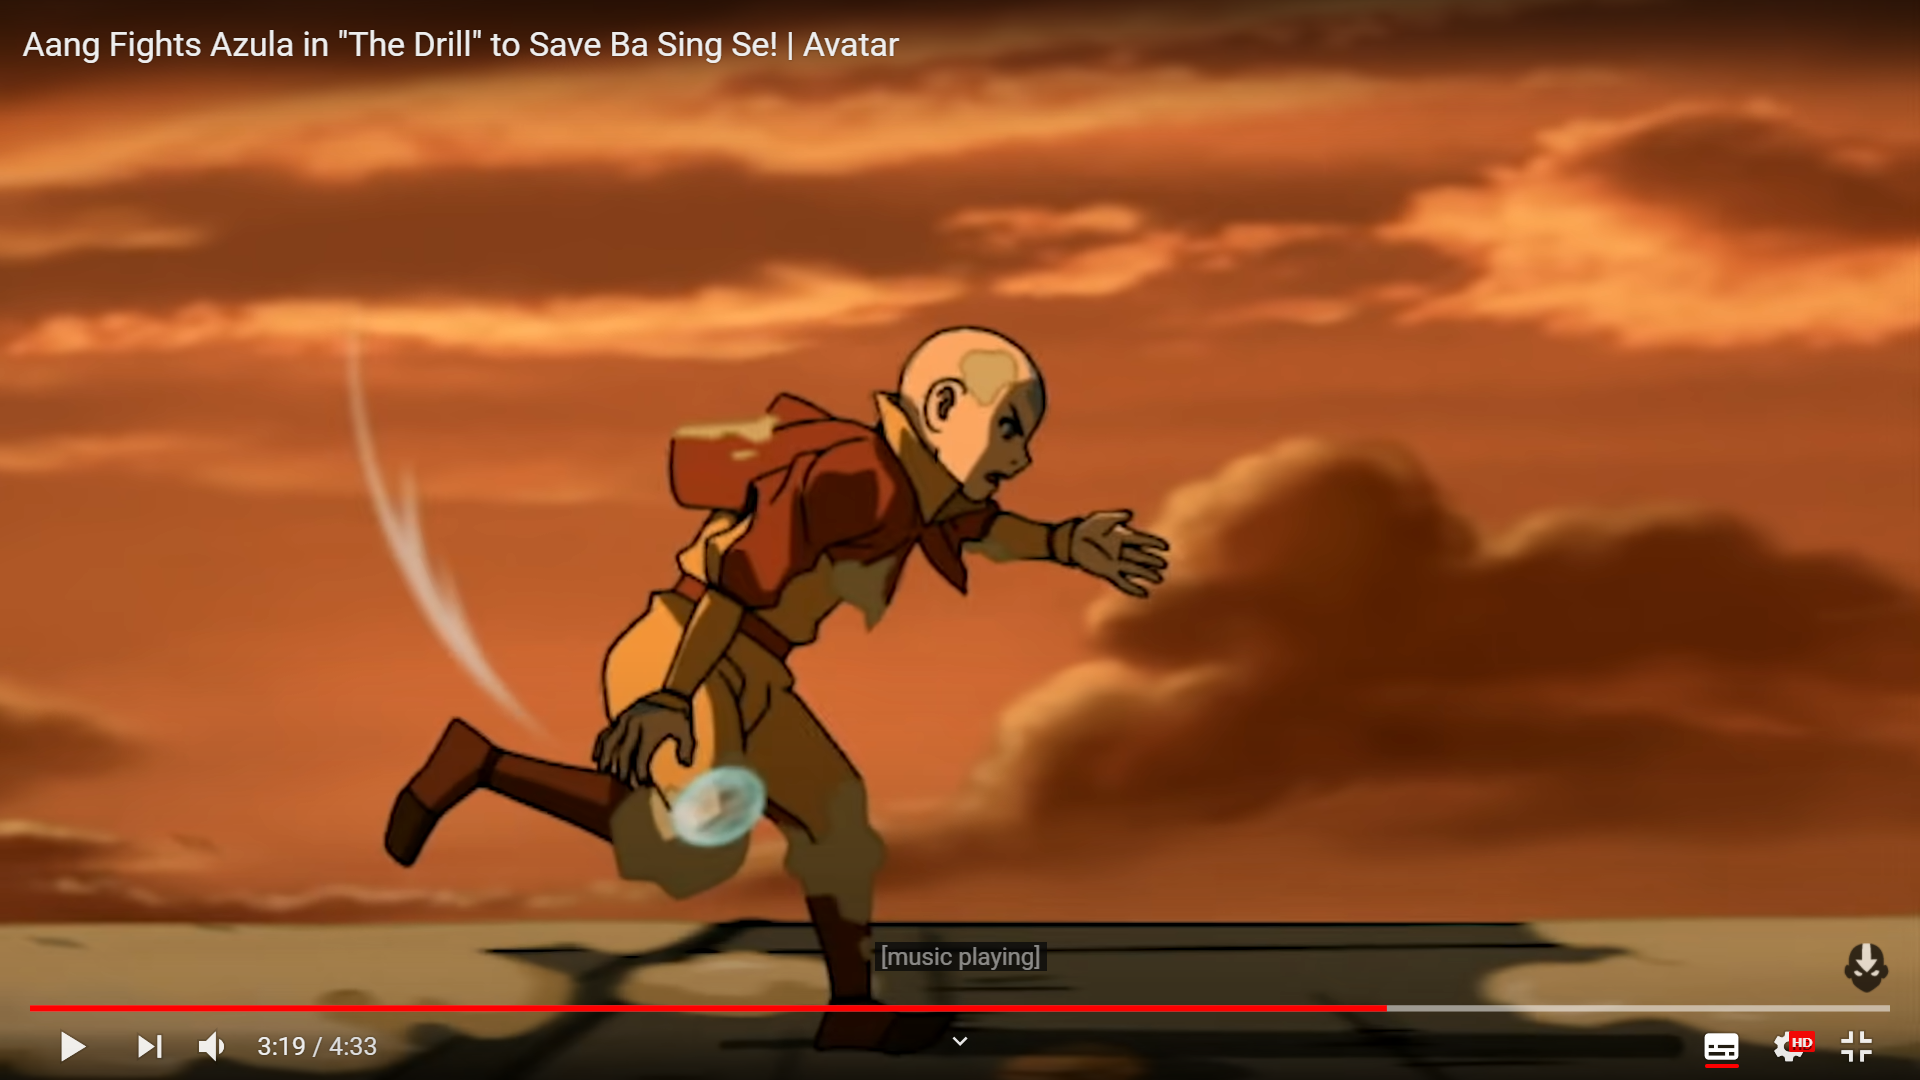 Aang Fights Azula in "The Drill" to Save Ba Sing Se! | Avatar
[music playing]
3:19 / 4:33
HD